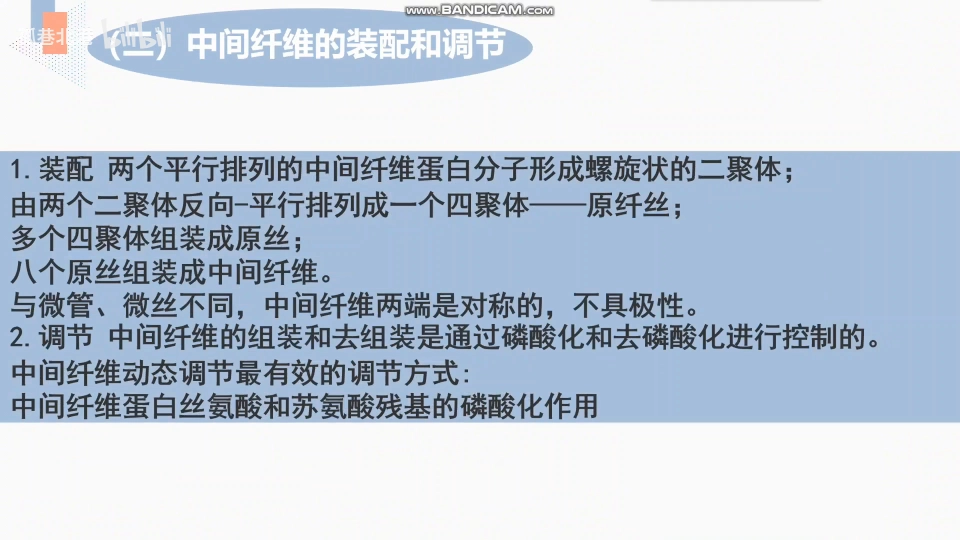 www.BANDICAM.com
巷北 bilibili
（二）中间纤维的装配和调节
1.装配 两个平行排列的中间纤维蛋白分子形成螺旋状的二聚体；
由两个二聚体反向-平行排列成一个四聚体——原纤丝；
多个四聚体组装成原丝；
八个原丝组装成中间纤维。
与微管、微丝不同，中间纤维两端是对称的，不具极性。
2.调节 中间纤维的组装和去组装是通过磷酸化和去磷酸化进行控制的。
中间纤维动态调节最有效的调节方式：
中间纤维蛋白丝氨酸和苏氨酸残基的磷酸化作用